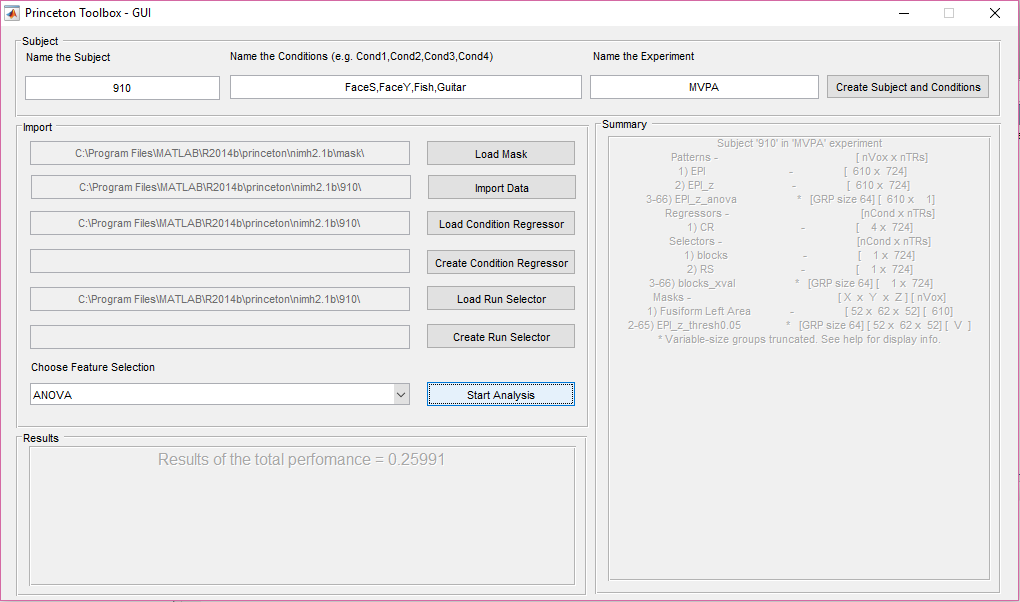 Princeton Toolbox - GUI
Subject
Name the Subject
Name the Conditions (e.g. Cond1,Cond2,Cond3,Cond4)
Name the Experiment
910
FaceS,FaceY,Fish,Guitar
MVPA
Create Subject and Conditions
Import
C:\Program Files\MATLAB\R2014b\princeton\nimh2.1b\mask\
Load Mask
C:\Program Files\MATLAB\R2014b\princeton\nimh2.1b\910\
Import Data
C:\Program Files\MATLAB\R2014b\princeton\nimh2.1b\910\
Load Condition Regressor
Create Condition Regressor
C:\Program Files\MATLAB\R2014b\princeton\nimh2.1b\910\
Load Run Selector
Create Run Selector
Choose Feature Selection
ANOVA
Start Analysis
Results
Results of the total perfomance = 0.25991
Summary
Subject '910' in 'MVPA' experiment
Patterns - [ nVox x nTRs]
1) EPI - [ 610 x 724]
2) EPI_z - [ 610 x 724]
3-66) EPI_z_anova * [GRP size 64] [ 610 x 1]
Regressors - [nCond x nTRs]
1) CR - [ 4 x 724]
Selectors - [nCond x nTRs]
1) blocks - [ 1 x 724]
2) RS - [ 1 x 724]
3-66) blocks_xval * [GRP size 64] [ 1 x 724]
Masks - [ X x Y x Z ] [ nVox]
1) Fusiform Left Area - [ 52 x 62 x 52] [ 610]
2-65) EPI_z_thresh0.05 * [GRP size 64] [ 52 x 62 x 52] [ V ]
* Variable-size groups truncated. See help for display info.